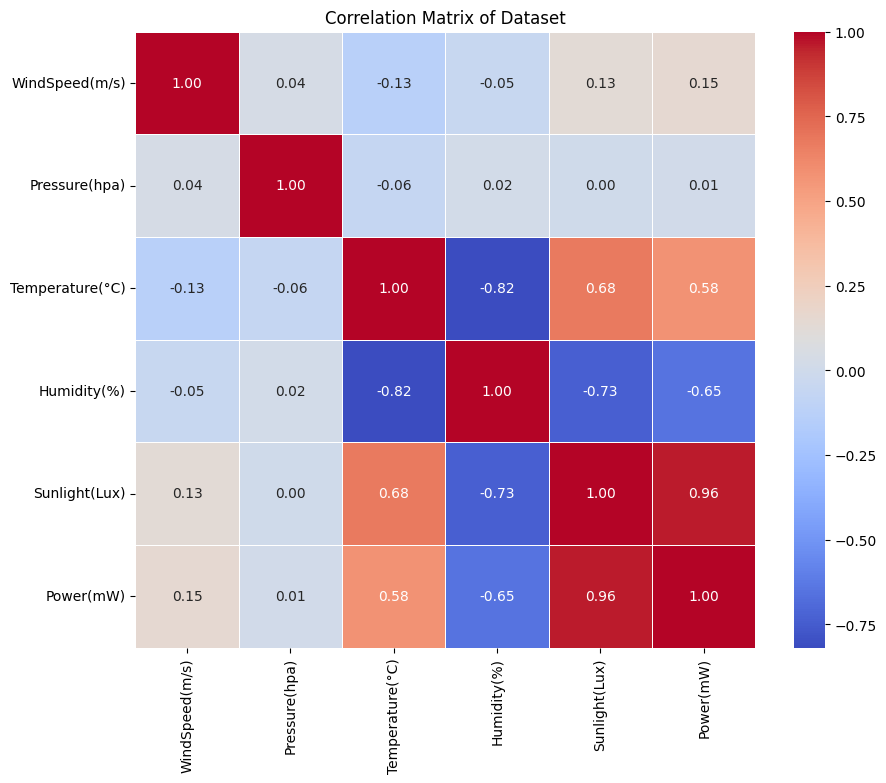 Correlation Matrix of Dataset
WindSpeed(m/s) 1.00 0.04 -0.13 -0.05 0.13 0.15
Pressure(hpa) 0.04 1.00 -0.06 0.02 0.00 0.01
Temperature(°C) -0.13 -0.06 1.00 -0.82 0.68 0.58
Humidity(%) -0.05 0.02 -0.82 1.00 -0.73 -0.65
Sunlight(Lux) 0.13 0.00 0.68 -0.73 1.00 0.96
Power(mW) 0.15 0.01 0.58 -0.65 0.96 1.00
WindSpeed(m/s)
Pressure(hpa)
Temperature(°C)
Humidity(%)
Sunlight(Lux)
Power(mW)
1.00
0.75
0.50
0.25
0.00
−0.25
−0.50
−0.75